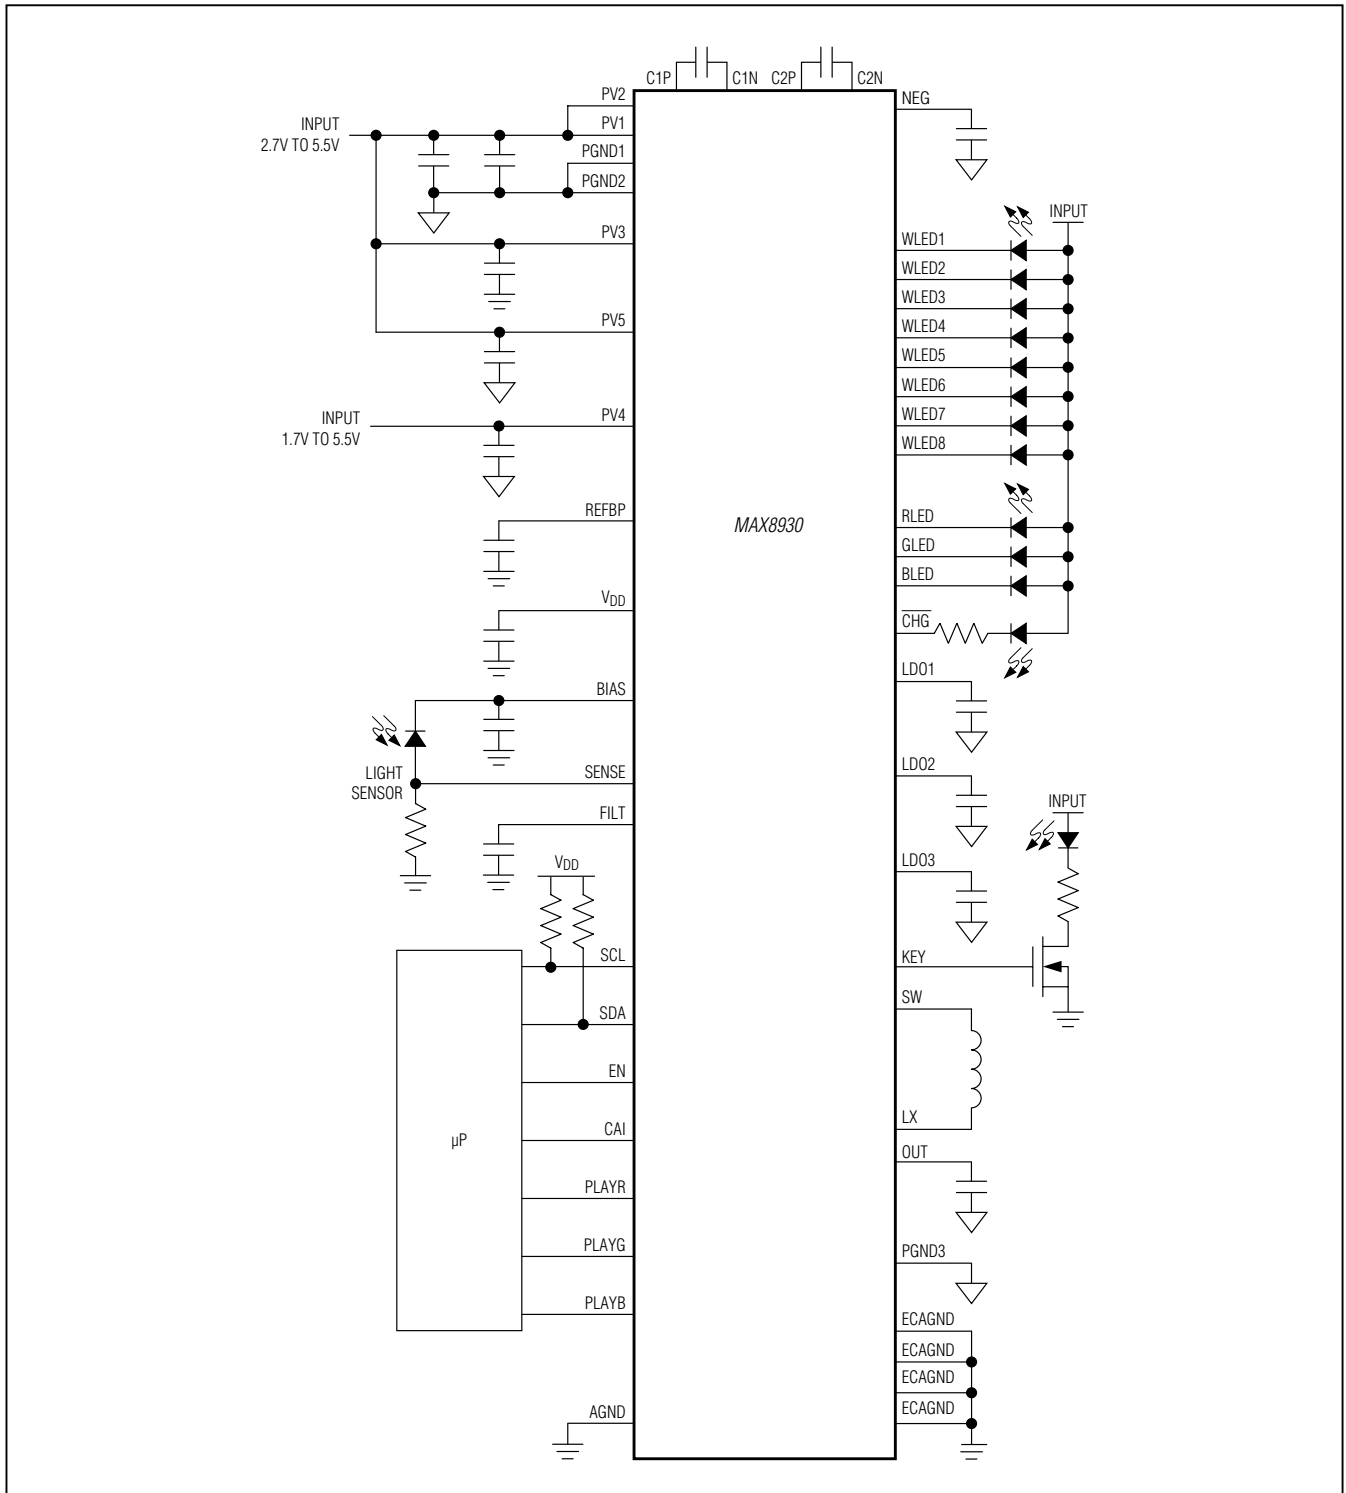 C1P
C1N
C2P
C2N
PV2
INPUT
2.7V TO 5.5V
PV1
PGND1
PGND2
PV3
PV5
INPUT
1.7V TO 5.5V
PV4
REFBP
VDD
BIAS
LIGHT
SENSOR
SENSE
FILT
VDD
SCL
SDA
EN
CAI
PLAYR
PLAYG
PLAYB
µP
AGND
MAX8930
NEG
INPUT
WLED1
WLED2
WLED3
WLED4
WLED5
WLED6
WLED7
WLED8
RLED
GLED
BLED
CHG
LDO1
LDO2
INPUT
LDO3
KEY
SW
LX
OUT
PGND3
ECAGND
ECAGND
ECAGND
ECAGND